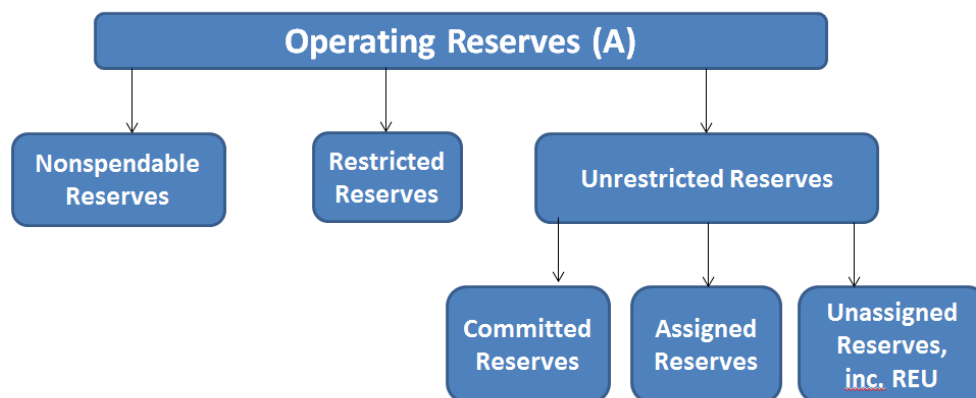 Operating Reserves (A)
Nonspendable
Reserves
Restricted
Reserves
Unrestricted Reserves
Committed
Reserves
Assigned
Reserves
Unassigned
Reserves,
inc. REU